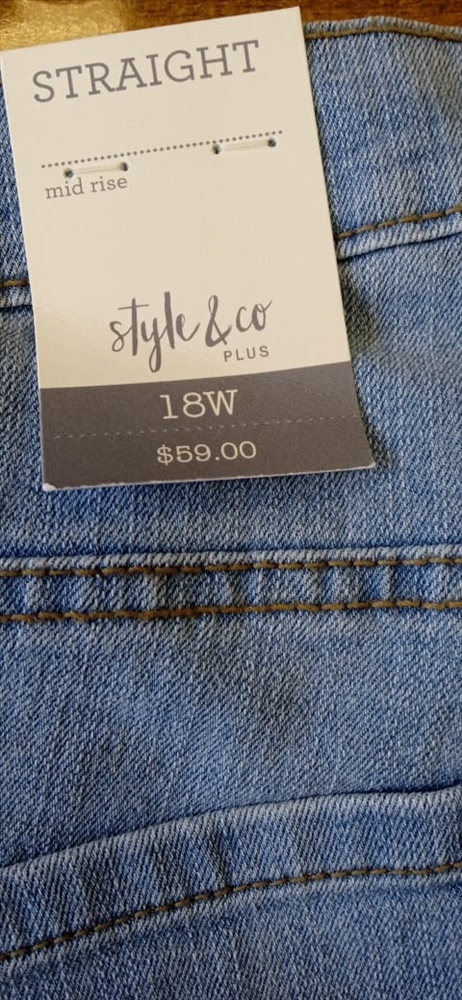 STRAIGHT
mid rise
style & co
PLUS
18W
$59.00